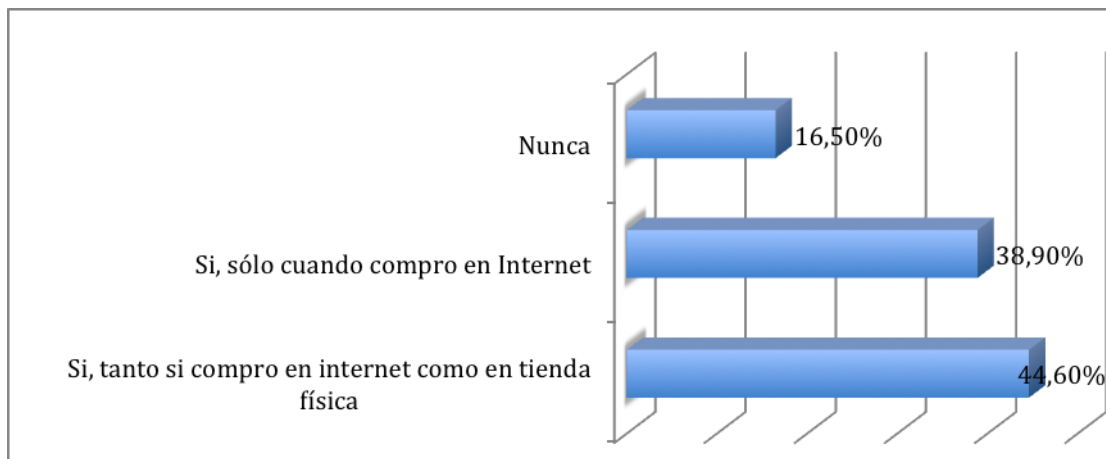 Nunca
16,50%
Si, sólo cuando compro en Internet
38,90%
Si, tanto si compro en internet como en tienda
física
44,60%